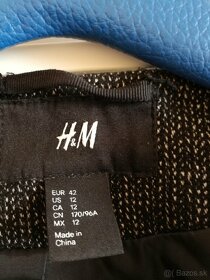 H&M
EUR 42
US 12
CA 12
CN 170/96A
MX 12
Made in
China
bazos.sk